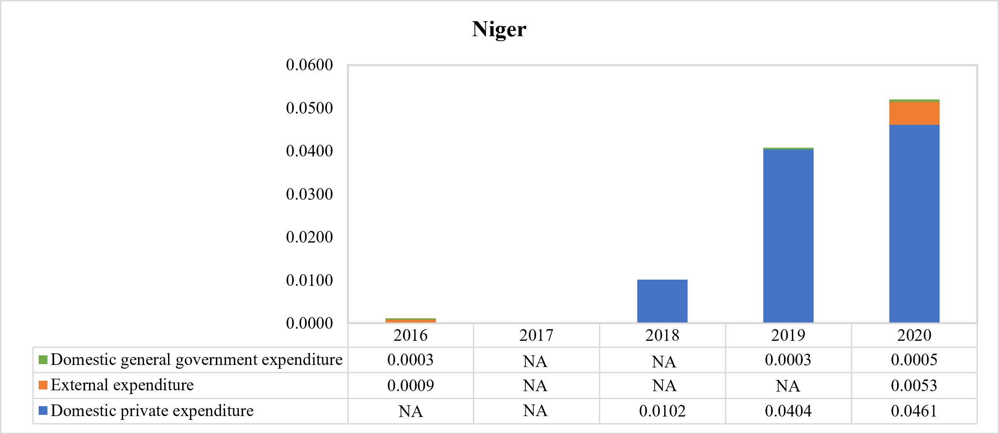 Niger
0.0600
0.0500
0.0400
0.0300
0.0200
0.0100
0.0000
2016 2017 2018 2019 2020
Domestic general government expenditure 0.0003 NA NA 0.0003 0.0005
External expenditure 0.0009 NA NA NA 0.0053
Domestic private expenditure NA NA 0.0102 0.0404 0.0461